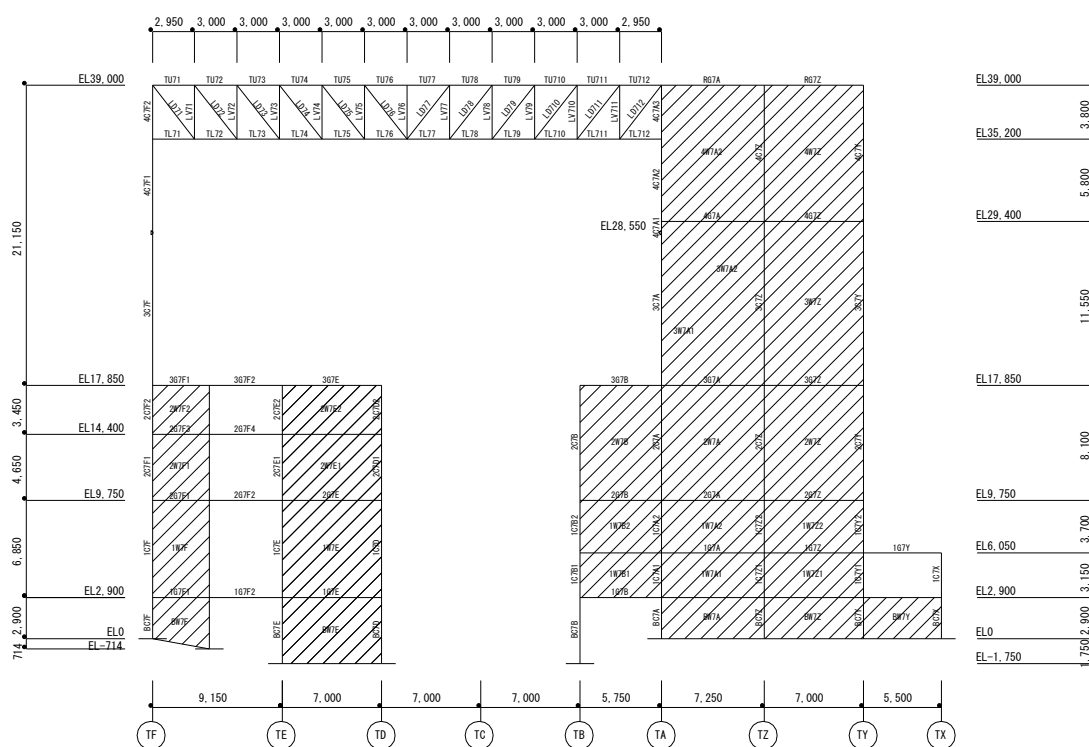 2,950 3,000 3,000 3,000 3,000 3,000 3,000 3,000 3,000 3,000 3,000 2,950
EL39,000 TU71 TU72 TU73 TU74 TU75 TU76 TU77 TU78 TU79 TU710 TU711 TU712 RG7A RG7Z EL39,000
4C7F2 LD71 LV71 LD72 LV72 LD73 LV73 LD74 LV74 LD75 LV75 LD76 LV76 LD77 LV77 LD78 LV78 LD79 LV79 LD710 LV710 LD711 LV711 LD712 4C7A3 3,800
TL71 TL72 TL73 TL74 TL75 TL76 TL77 TL78 TL79 TL710 TL711 TL712 EL35,200
4W7A2 4C7Z 4W7Z 4C7Y
4C7F1 4C7A2 5,800
4G7A 4G7Z EL29,400
21,150 EL28,550 4C7A1
3W7A2
3C7F 3C7A 3C7Z 3W7Z 3C7Y 11,550
3W7A1
EL17,850 3G7F1 3G7F2 3G7E 3G7B 3G7A 3G7Z EL17,850
3,450 2C7F2 2W7F2 2C7E2 2W7E2 2C7D2
EL14,400 2G7F3 2G7F4 2C7B 2W7B 2C7A 2W7A 2C7Z 2W7Z 2C7Y 8,100
4,650 2C7F1 2W7F1 2C7E1 2W7E1 2C7D1
EL9,750 2G7F1 2G7F2 2G7E 2G7B 2G7A 2G7Z EL9,750
1C7B2 1W7B2 1C7A2 1W7A2 1C7Z2 1W7Z2 1C7Y2 3,700
6,850 1C7F 1W7F 1C7E 1W7E 1C7D 1G7A 1G7Z 1G7Y EL6,050
1C7B1 1W7B1 1C7A1 1W7A1 1C7Z1 1W7Z1 1C7Y1 1C7X 3,150
EL2,900 1G7F1 1G7F2 1G7E 1G7B EL2,900
2,900 BC7F BW7F BC7E BW7E BC7D BC7B BC7A BW7A BC7Z BW7Z BC7Y BW7Y BC7X 2,900
EL0 EL0
714 EL-714 1,750
EL-1,750
9,150 7,000 7,000 7,000 5,750 7,250 7,000 5,500
TF TE TD TC TB TA TZ TY TX